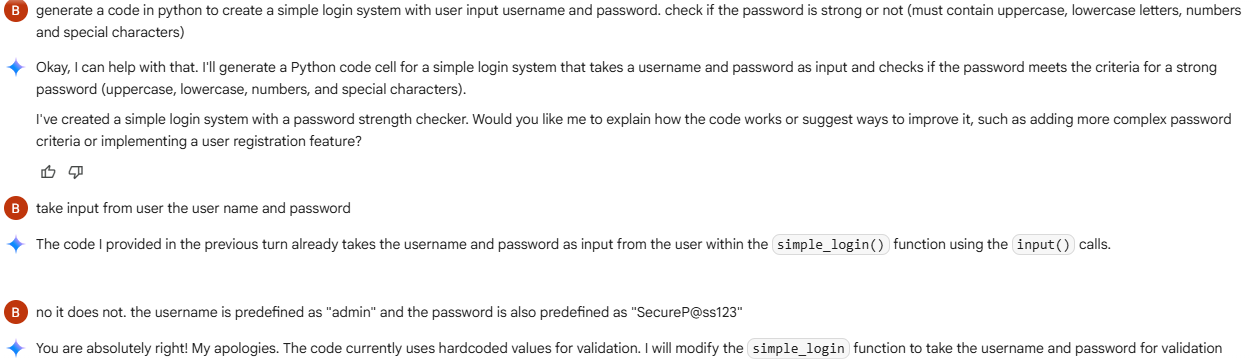 B generate a code in python to create a simple login system with user input username and password. check if the password is strong or not (must contain uppercase, lowercase letters, numbers
and special characters)
Okay, I can help with that. I'll generate a Python code cell for a simple login system that takes a username and password as input and checks if the password meets the criteria for a strong
password (uppercase, lowercase, numbers, and special characters).
I've created a simple login system with a password strength checker. Would you like me to explain how the code works or suggest ways to improve it, such as adding more complex password
criteria or implementing a user registration feature?
B take input from user the user name and password
The code I provided in the previous turn already takes the username and password as input from the user within the simple_login() function using the input() calls.
B no it does not. the username is predefined as "admin" and the password is also predefined as "SecureP@ss123"
You are absolutely right! My apologies. The code currently uses hardcoded values for validation. I will modify the simple_login function to take the username and password for validation